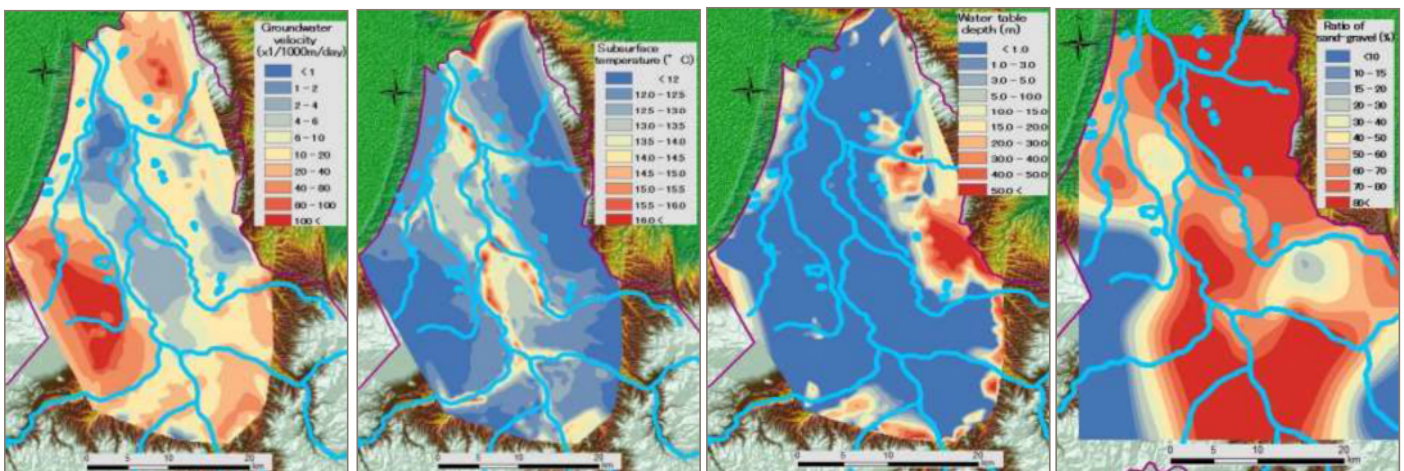 Groundwater
velocity
(x1/1000m/day)
<1
1-2
2-4
4-6
6-10
10-20
20-40
40-80
80-100
100<
0 5 10 20
km
Subsurface
temperature(°C)
<12
12.0-12.5
12.5-13.0
13.0-13.5
13.5-14.0
14.0-14.5
14.5-15.0
15.0-15.5
15.5-16.0
16.0<
0 5 10 20
km
Water table
depth (m)
<1.0
1.0-3.0
3.0-5.0
5.0-10.0
10.0-15.0
15.0-20.0
20.0-30.0
30.0-40.0
40.0-50.0
50.0<
0 5 10 20
km
Ratio of
sand-gravel(%)
<10
10-15
15-20
20-30
30-40
40-50
50-60
60-70
70-80
80<
0 5 10 20
km